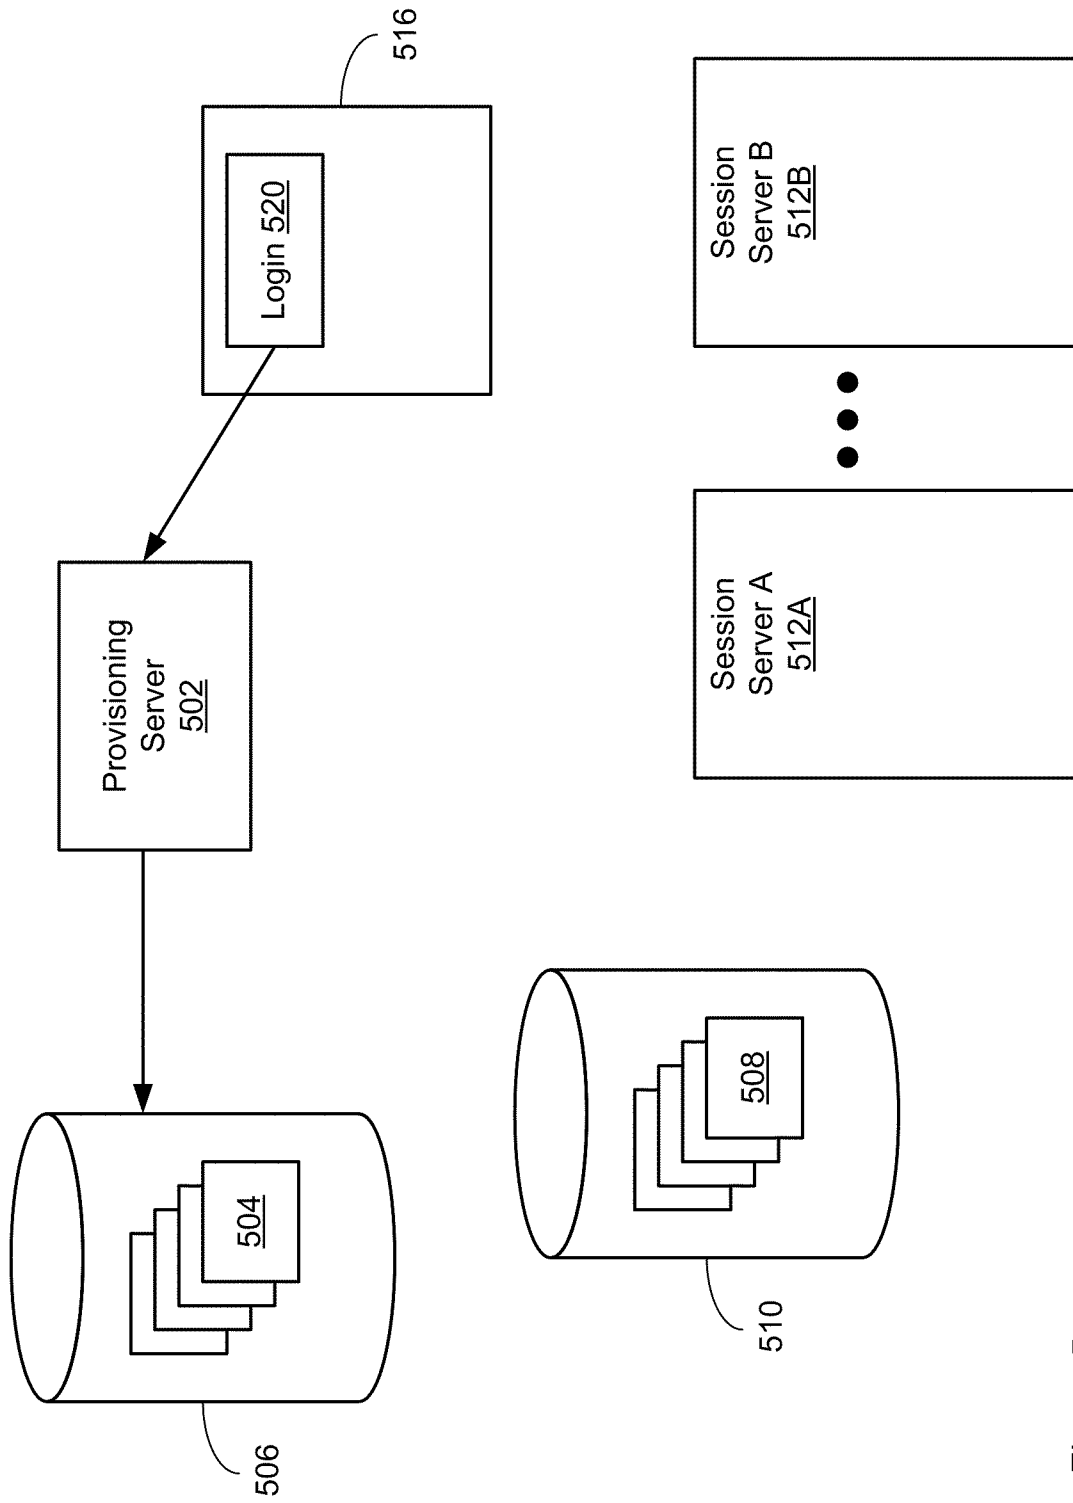 506
504
Provisioning
Server
502
Login 520
516
510
508
Session
Server A
512A
Session
Server B
512B